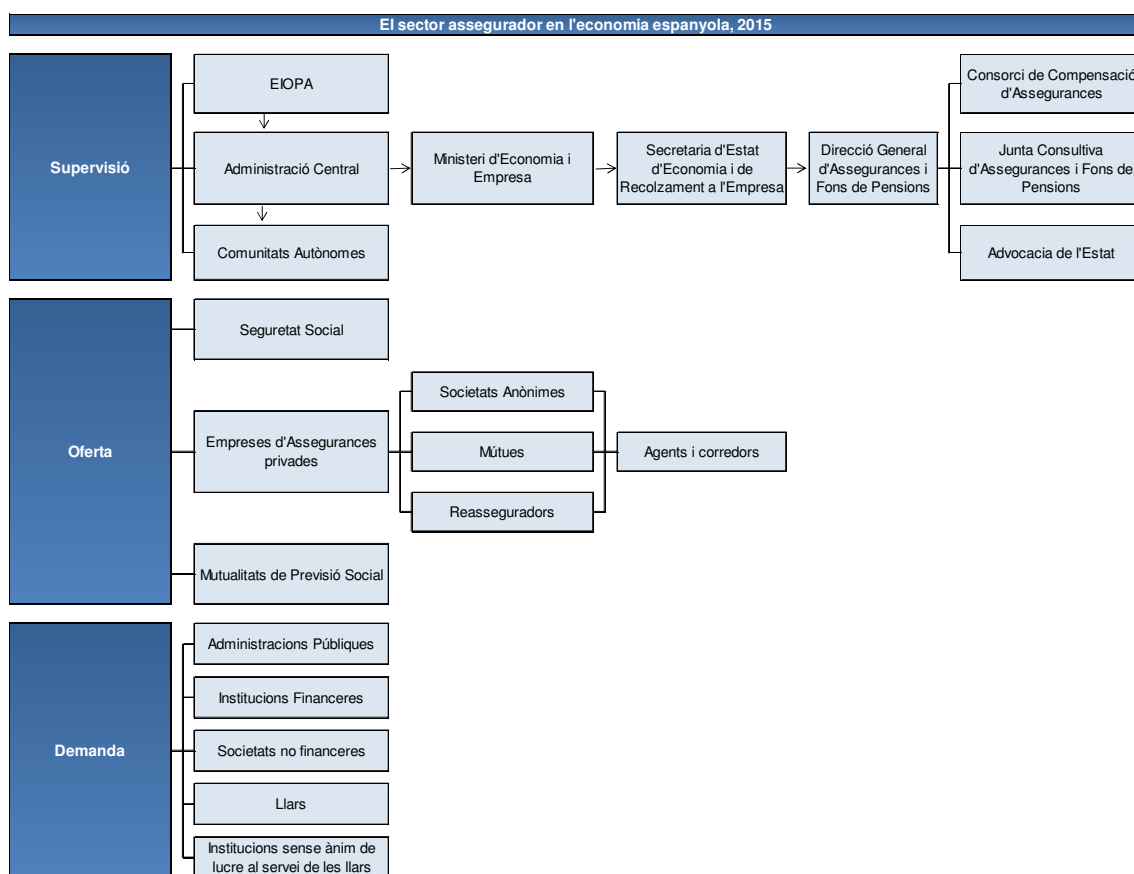 El sector assegurador en l'economia espanyola, 2015
Supervisió
EIOPA
Administració Central
Comunitats Autònomes
Ministeri d'Economia i
Empresa
Secretaria d'Estat
d'Economia i de
Recolzament a l'Empresa
Direcció General
d'Assegurances i
Fons de Pensions
Consorci de Compensació
d'Assegurances
Junta Consultiva
d'Assegurances i Fons de
Pensions
Advocacia de l'Estat
Oferta
Seguretat Social
Empreses d'Assegurances
privades
Mutualitats de Previsió Social
Societats Anònimes
Mútues
Reasseguradors
Agents i corredors
Demanda
Administracions Públiques
Institucions Financeres
Societats no financeres
Llars
Institucions sense ànim de
lucre al servei de les llars